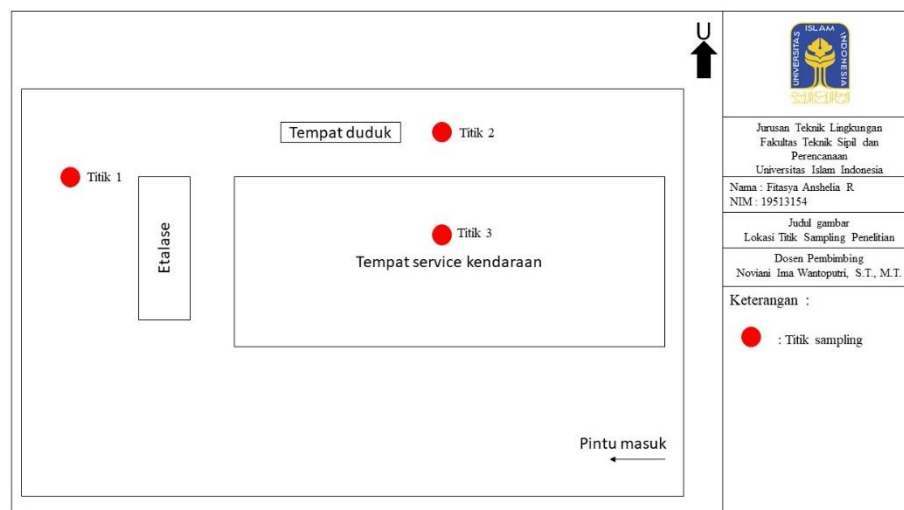 U
Tempat duduk
Titik 2
Titik 1
Etalase
Titik 3
Tempat service kendaraan
Pintu masuk
UNIVERSITAS
ISLAM
INDONESIA
Jurusan Teknik Lingkungan
Fakultas Teknik Sipil dan
Perencanaan
Universitas Islam Indonesia
Nama : Fitasya Anshelia R
NIM : 19513154
Judul gambar
Lokasi Titik Sampling Penelitian
Dosen Pembimbing
Noviani Ima Wantoputri, S.T., M.T.
Keterangan :
: Titik sampling